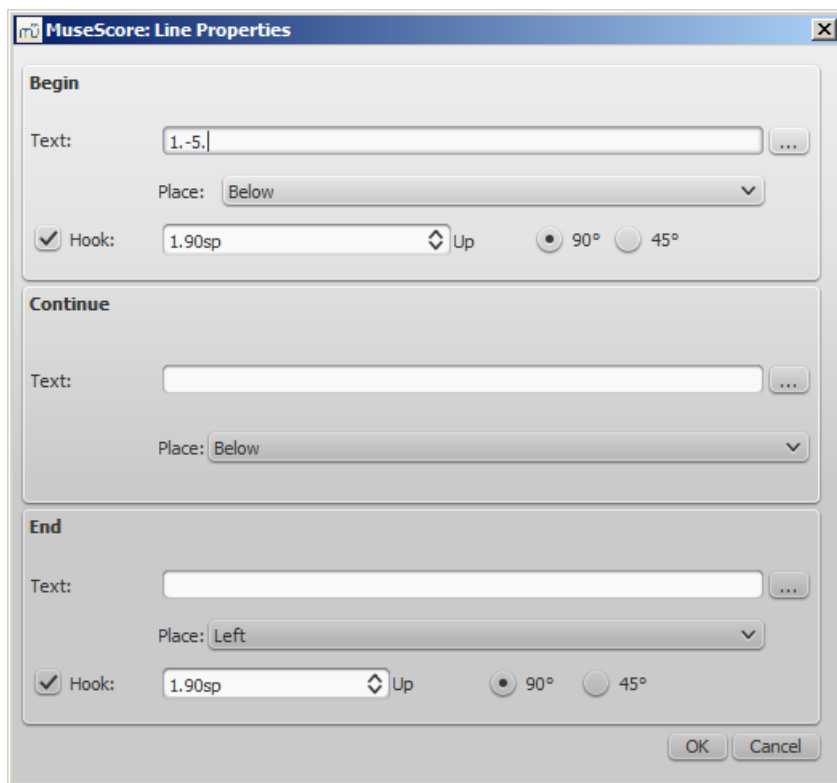 mü MuseScore: Line Properties
Begin
Text: 1.-5. ...
Place: Below
Hook: 1.90sp Up 90° 45°
Continue
Text: ...
Place: Below
End
Text: ...
Place: Left
Hook: 1.90sp Up 90° 45°
OK Cancel